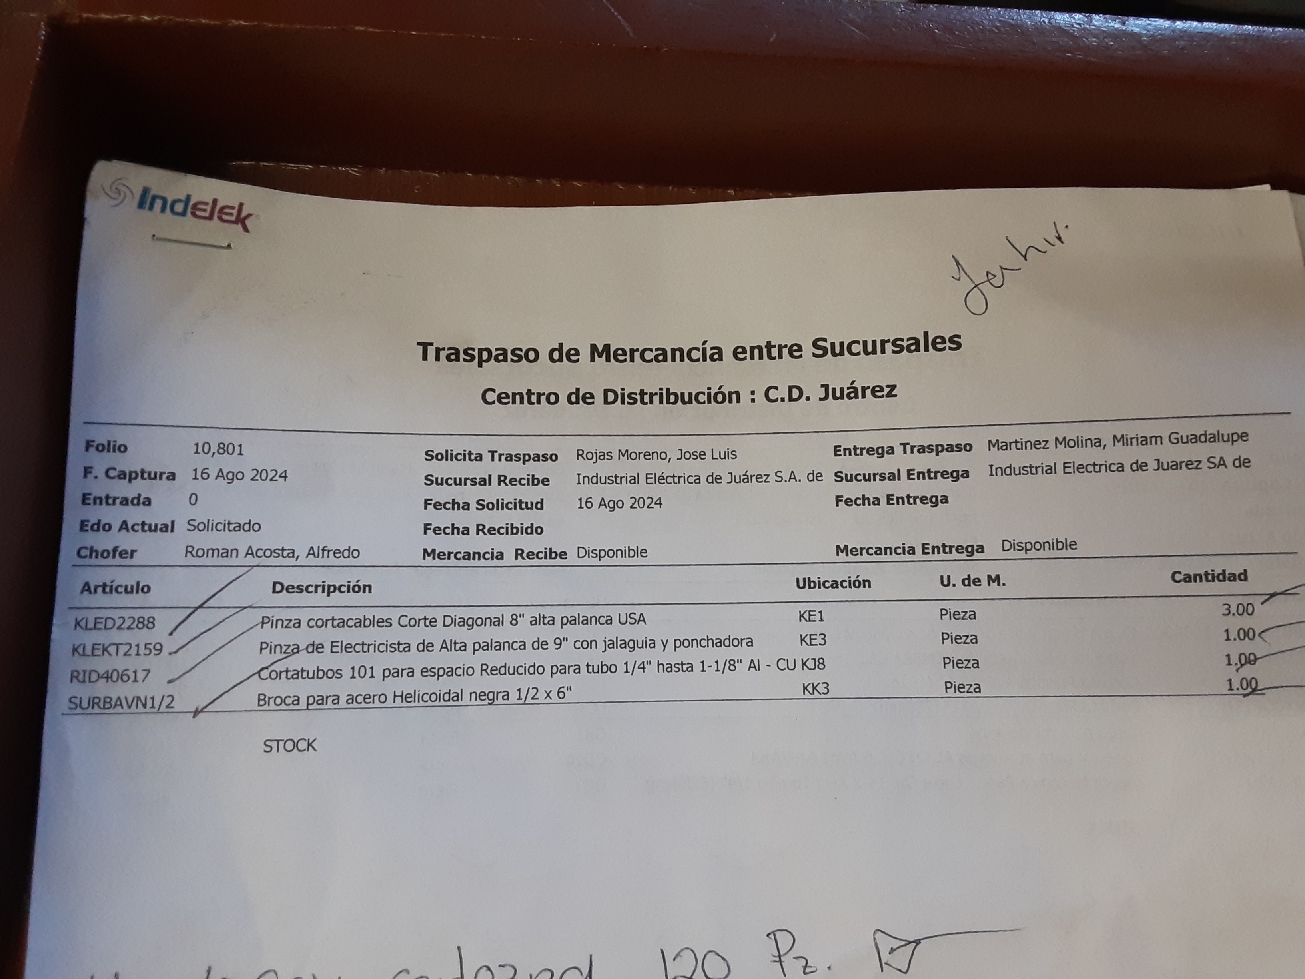 Indelek
Jahir.
Traspaso de Mercancía entre Sucursales
Centro de Distribución : C.D. Juárez
Folio 10,801 Solicita Traspaso Rojas Moreno, Jose Luis Entrega Traspaso Martinez Molina, Miriam Guadalupe
F. Captura 16 Ago 2024 Sucursal Recibe Industrial Eléctrica de Juárez S.A. de Sucursal Entrega Industrial Electrica de Juarez SA de
Entrada 0 Fecha Solicitud 16 Ago 2024 Fecha Entrega
Edo Actual Solicitado Fecha Recibido
Chofer Roman Acosta, Alfredo Mercancia Recibe Disponible Mercancia Entrega Disponible
Artículo Descripción Ubicación U. de M. Cantidad
KLED2288 Pinza cortacables Corte Diagonal 8" alta palanca USA KE1 Pieza 3.00
KLEKT2159 Pinza de Electricista de Alta palanca de 9" con jalaguia y ponchadora KE3 Pieza 1.00
RID40617 Cortatubos 101 para espacio Reducido para tubo 1/4" hasta 1-1/8" Al - CU KJ8 Pieza 1.00
SURBAVN1/2 Broca para acero Helicoidal negra 1/2 x 6" KK3 Pieza 1.00
STOCK
120 Pz.